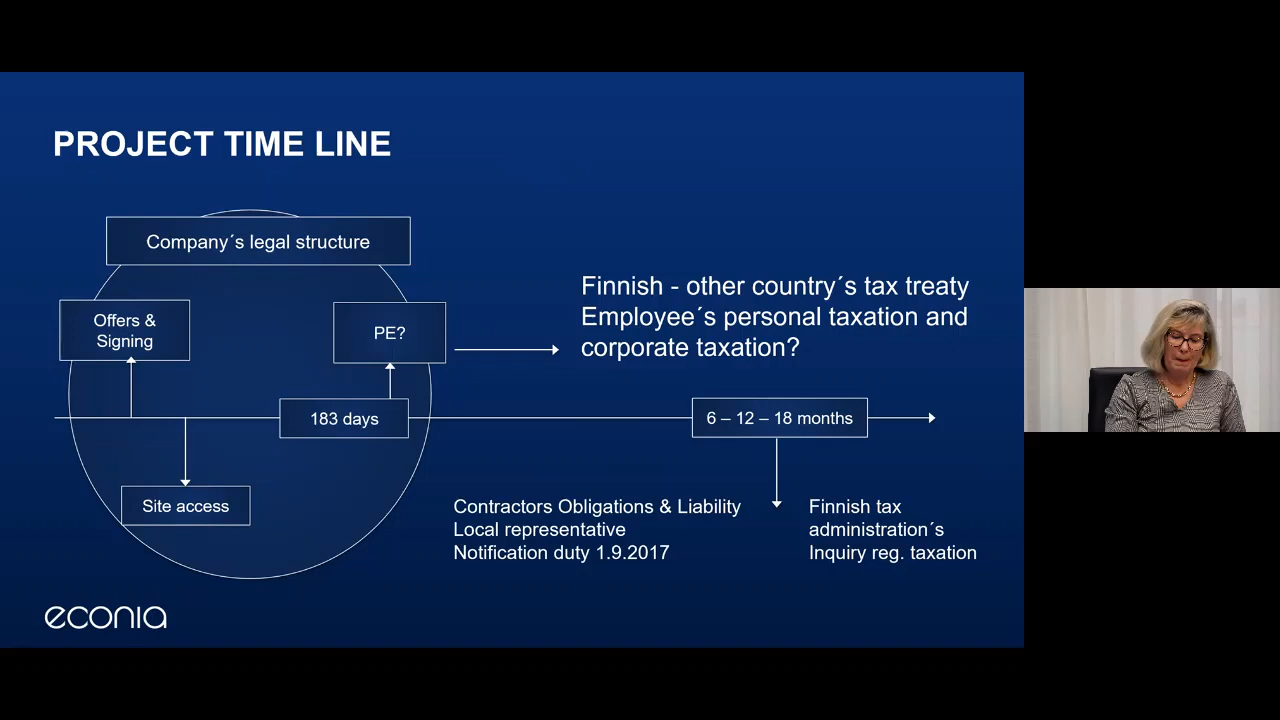 PROJECT TIME LINE
Company´s legal structure
Offers &
Signing
PE?
Finnish - other country´s tax treaty
Employee´s personal taxation and
corporate taxation?
183 days
6 – 12 – 18 months
Site access
Contractors Obligations & Liability
Local representative
Notification duty 1.9.2017
Finnish tax
administration´s
Inquiry reg. taxation
econia